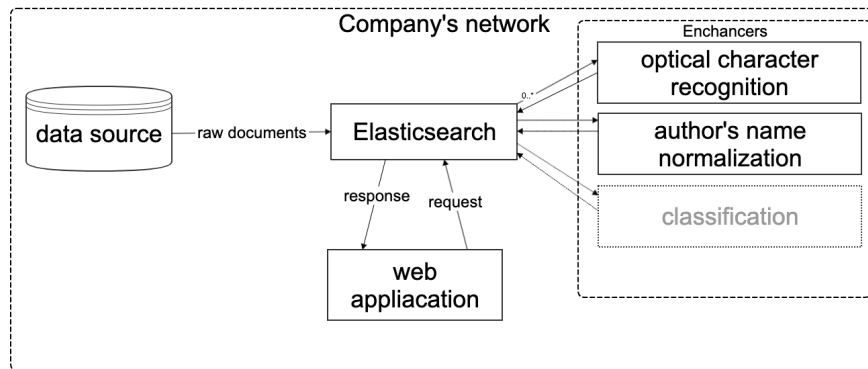 Company's network
Enchancers
optical character
recognition
0..*
data source
raw documents
Elasticsearch
author's name
normalization
response
request
classification
web
appliacation